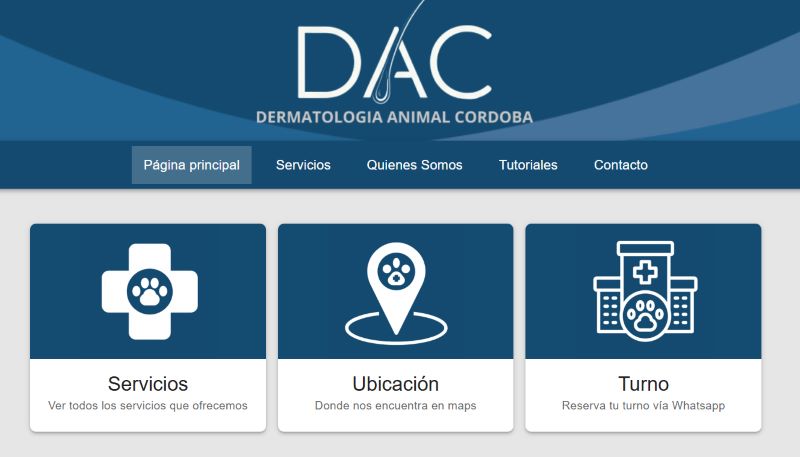 DAC
DERMATOLOGIA ANIMAL CORDOBA
Página principal Servicios Quienes Somos Tutoriales Contacto
Servicios
Ver todos los servicios que ofrecemos
Ubicación
Donde nos encuentra en maps
Turno
Reserva tu turno vía Whatsapp